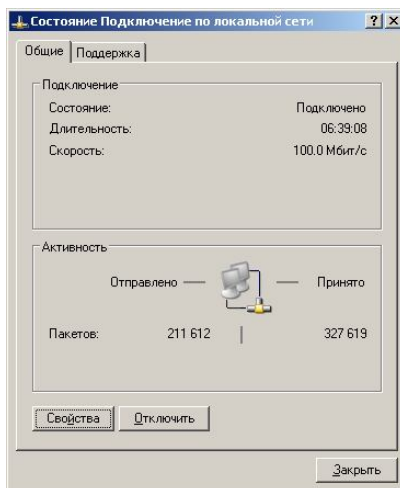 Состояние Подключение по локальной сети
Общие Поддержка
Подключение
Состояние: Подключено
Длительность: 06:39:08
Скорость: 100.0 Мбит/с
Активность
Отправлено — — Принято
Пакетов: 211 612 | 327 619
Свойства Отключить
Закрыть